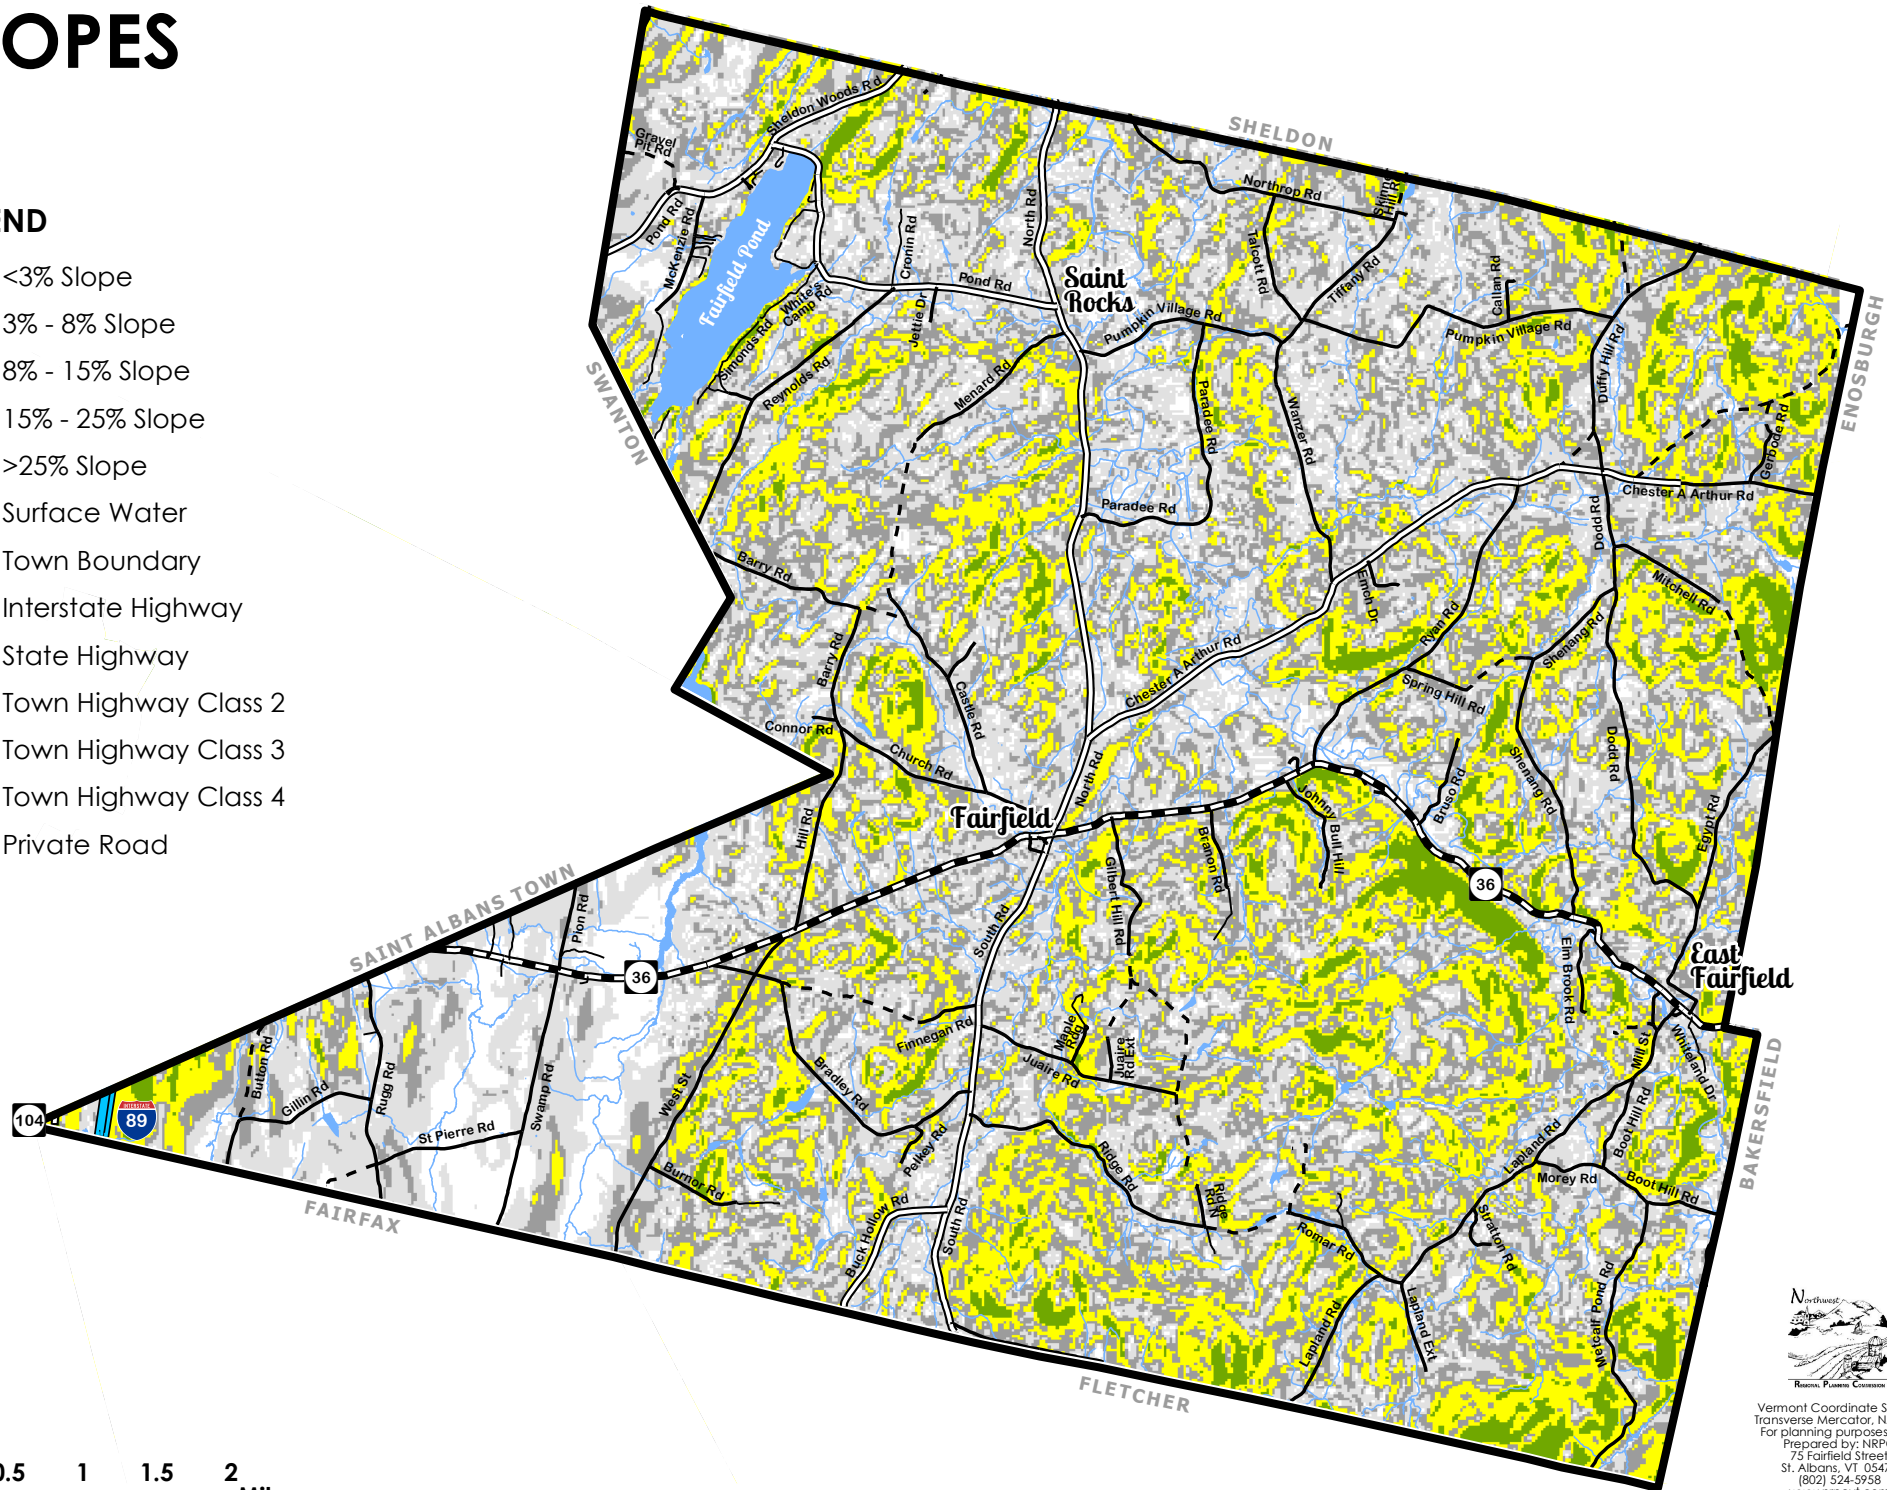 OPES
END
<3% Slope
3% - 8% Slope
8% - 15% Slope
15% - 25% Slope
>25% Slope
Surface Water
Town Boundary
Interstate Highway
State Highway
Town Highway Class 2
Town Highway Class 3
Town Highway Class 4
Private Road
0.5 1 1.5 2
SHELDON
ENOSBURGH
SWANTON
SAINT ALBANS TOWN
FAIRFAX
FLETCHER
BAKERSFIELD
Sheldon Woods Rd
Gravel
Pit Rd
Pond Rd
McKenzie Rd
Fairfield Pond
Cronin Rd
North Rd
Pond Rd
Saint
Rocks
White's
Camp Rd
Simonds Rd
Reynolds Rd
Jettie Dr
Menard Rd
Northrop Rd
Talcott Rd
Tiffany Rd
Callan Rd
Pumpkin Village Rd
Pumpkin Village Rd
Duffy Hill Rd
Gerbode Rd
Paradee Rd
Wanzer Rd
Paradee Rd
Chester A Arthur Rd
Dodd Rd
Mitchell Rd
Barry Rd
Barry Rd
Elmch Dr
Ryan Rd
Shenang Rd
Chester A Arthur Rd
Spring Hill Rd
Castle Rd
Connor Rd
Church Rd
North Rd
Dodd Rd
Shenang Rd
Bruso Rd
Egypt Rd
Fairfield
Hill Rd
Johnny Bull Hill
Branon Rd
Gilbert Hill Rd
36
Pion Rd
South Rd
36
Elm Brook Rd
East
Fairfield
Finnegan Rd
Maple
Rdg
Juaire Rd
Juaire
Rd Ext
Mill St
Whiteland Dr
Button Rd
Gillin Rd
Rugg Rd
Swamp Rd
West St
Bradley Rd
104
INTERSTATE
89
St Pierre Rd
Pelkey Rd
Ridge Rd
Lapland Rd
Boot Hill Rd
Morey Rd
Boot Hill Rd
Burnor Rd
Buck Hollow Rd
South Rd
Ridge
Rd N
Romar Rd
Stratton Rd
Lapland Rd
Lapland Ext
Metcalf Pond Rd
Northwest
REGIONAL PLANNING COMMISSION
Vermont Coordinate S
Transverse Mercator, N
For planning purposes
Prepared by: NRP
75 Fairfield Street
St. Albans, VT 0547
(802) 524-5958